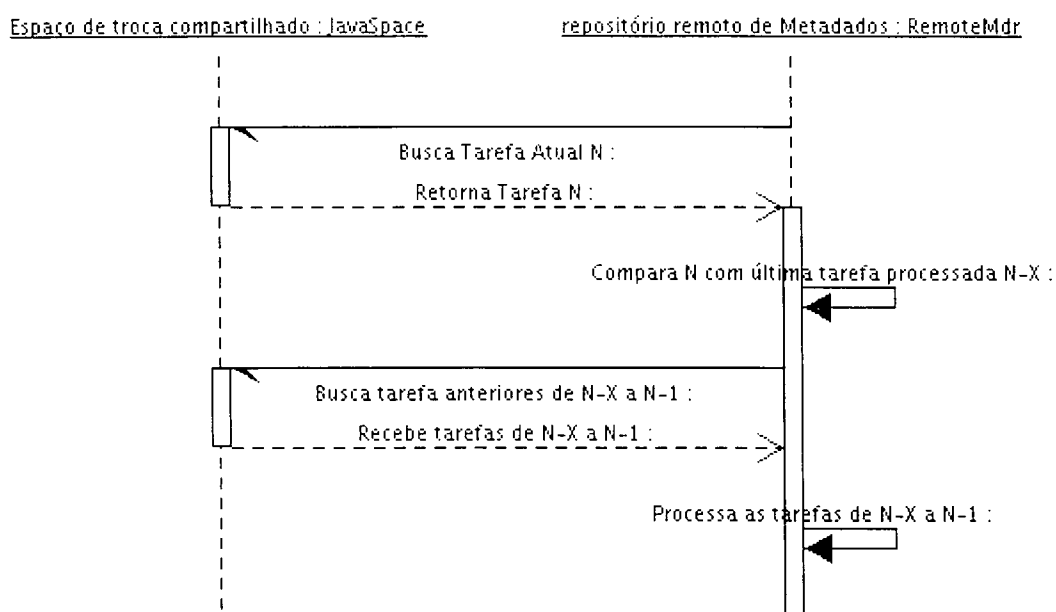 Espaço de troca compartilhado : JavaSpace
repositório remoto de Metadados : RemoteMdr
Busca Tarefa Atual N :
Retorna Tarefa N :
Compara N com última tarefa processada N-X :
Busca tarefa anteriores de N-X a N-1 :
Recebe tarefas de N-X a N-1 :
Processa as tarefas de N-X a N-1 :